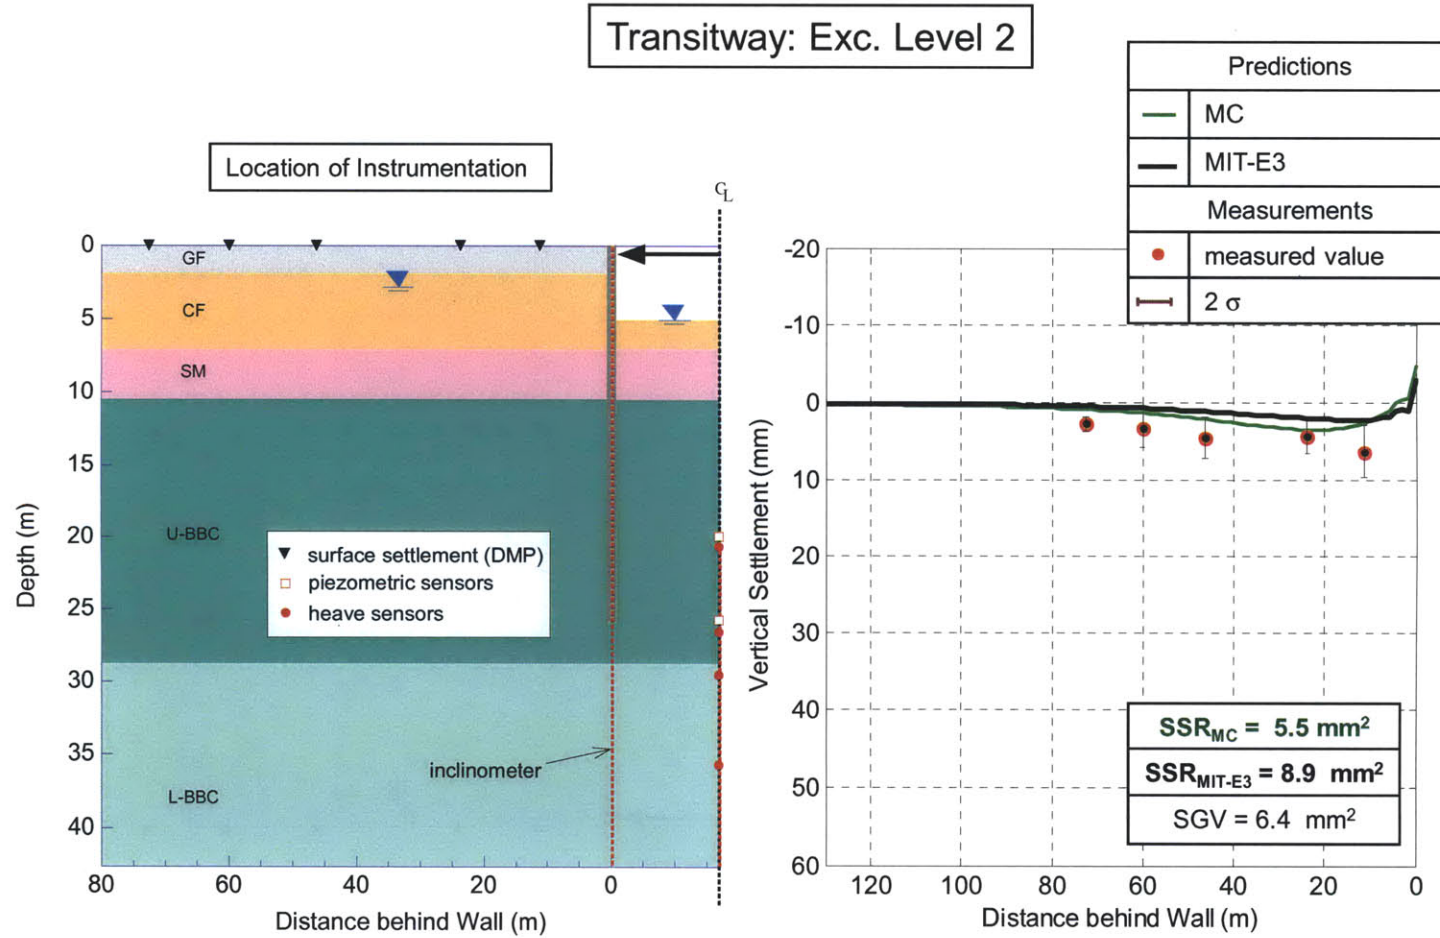 Transitway: Exc. Level 2
Predictions
MC
MIT-E3
Measurements
measured value
2 σ
Location of Instrumentation
CL
0
5
10
15
20
25
30
35
40
Depth (m)
GF
CF
SM
U-BBC
L-BBC
surface settlement (DMP)
piezometric sensors
heave sensors
inclinometer
80 60 40 20 0
Distance behind Wall (m)
-20
-10
0
10
20
30
40
50
60
Vertical Settlement (mm)
SSR_MC = 5.5 mm²
SSR_MIT-E3 = 8.9 mm²
SGV = 6.4 mm²
120 100 80 60 40 20 0
Distance behind Wall (m)